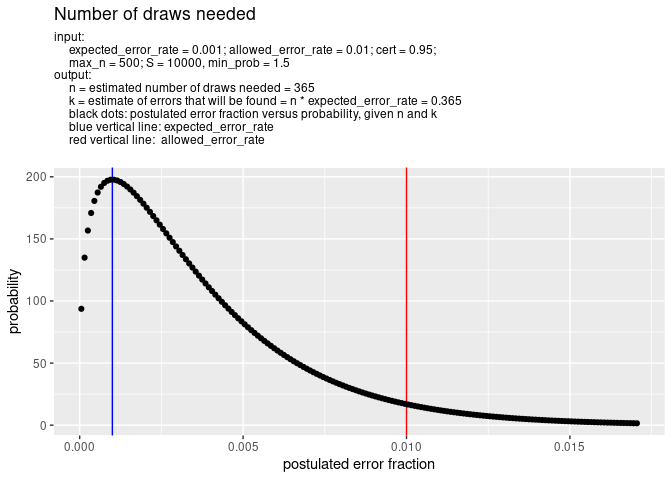 Number of draws needed
input:
expected_error_rate = 0.001; allowed_error_rate = 0.01; cert = 0.95;
max_n = 500; S = 10000, min_prob = 1.5
output:
n = estimated number of draws needed = 365
k = estimate of errors that will be found = n * expected_error_rate = 0.365
black dots: postulated error fraction versus probability, given n and k
blue vertical line: expected_error_rate
red vertical line:  allowed_error_rate
200
150
100
50
0
probability
0.000 0.005 0.010 0.015
postulated error fraction